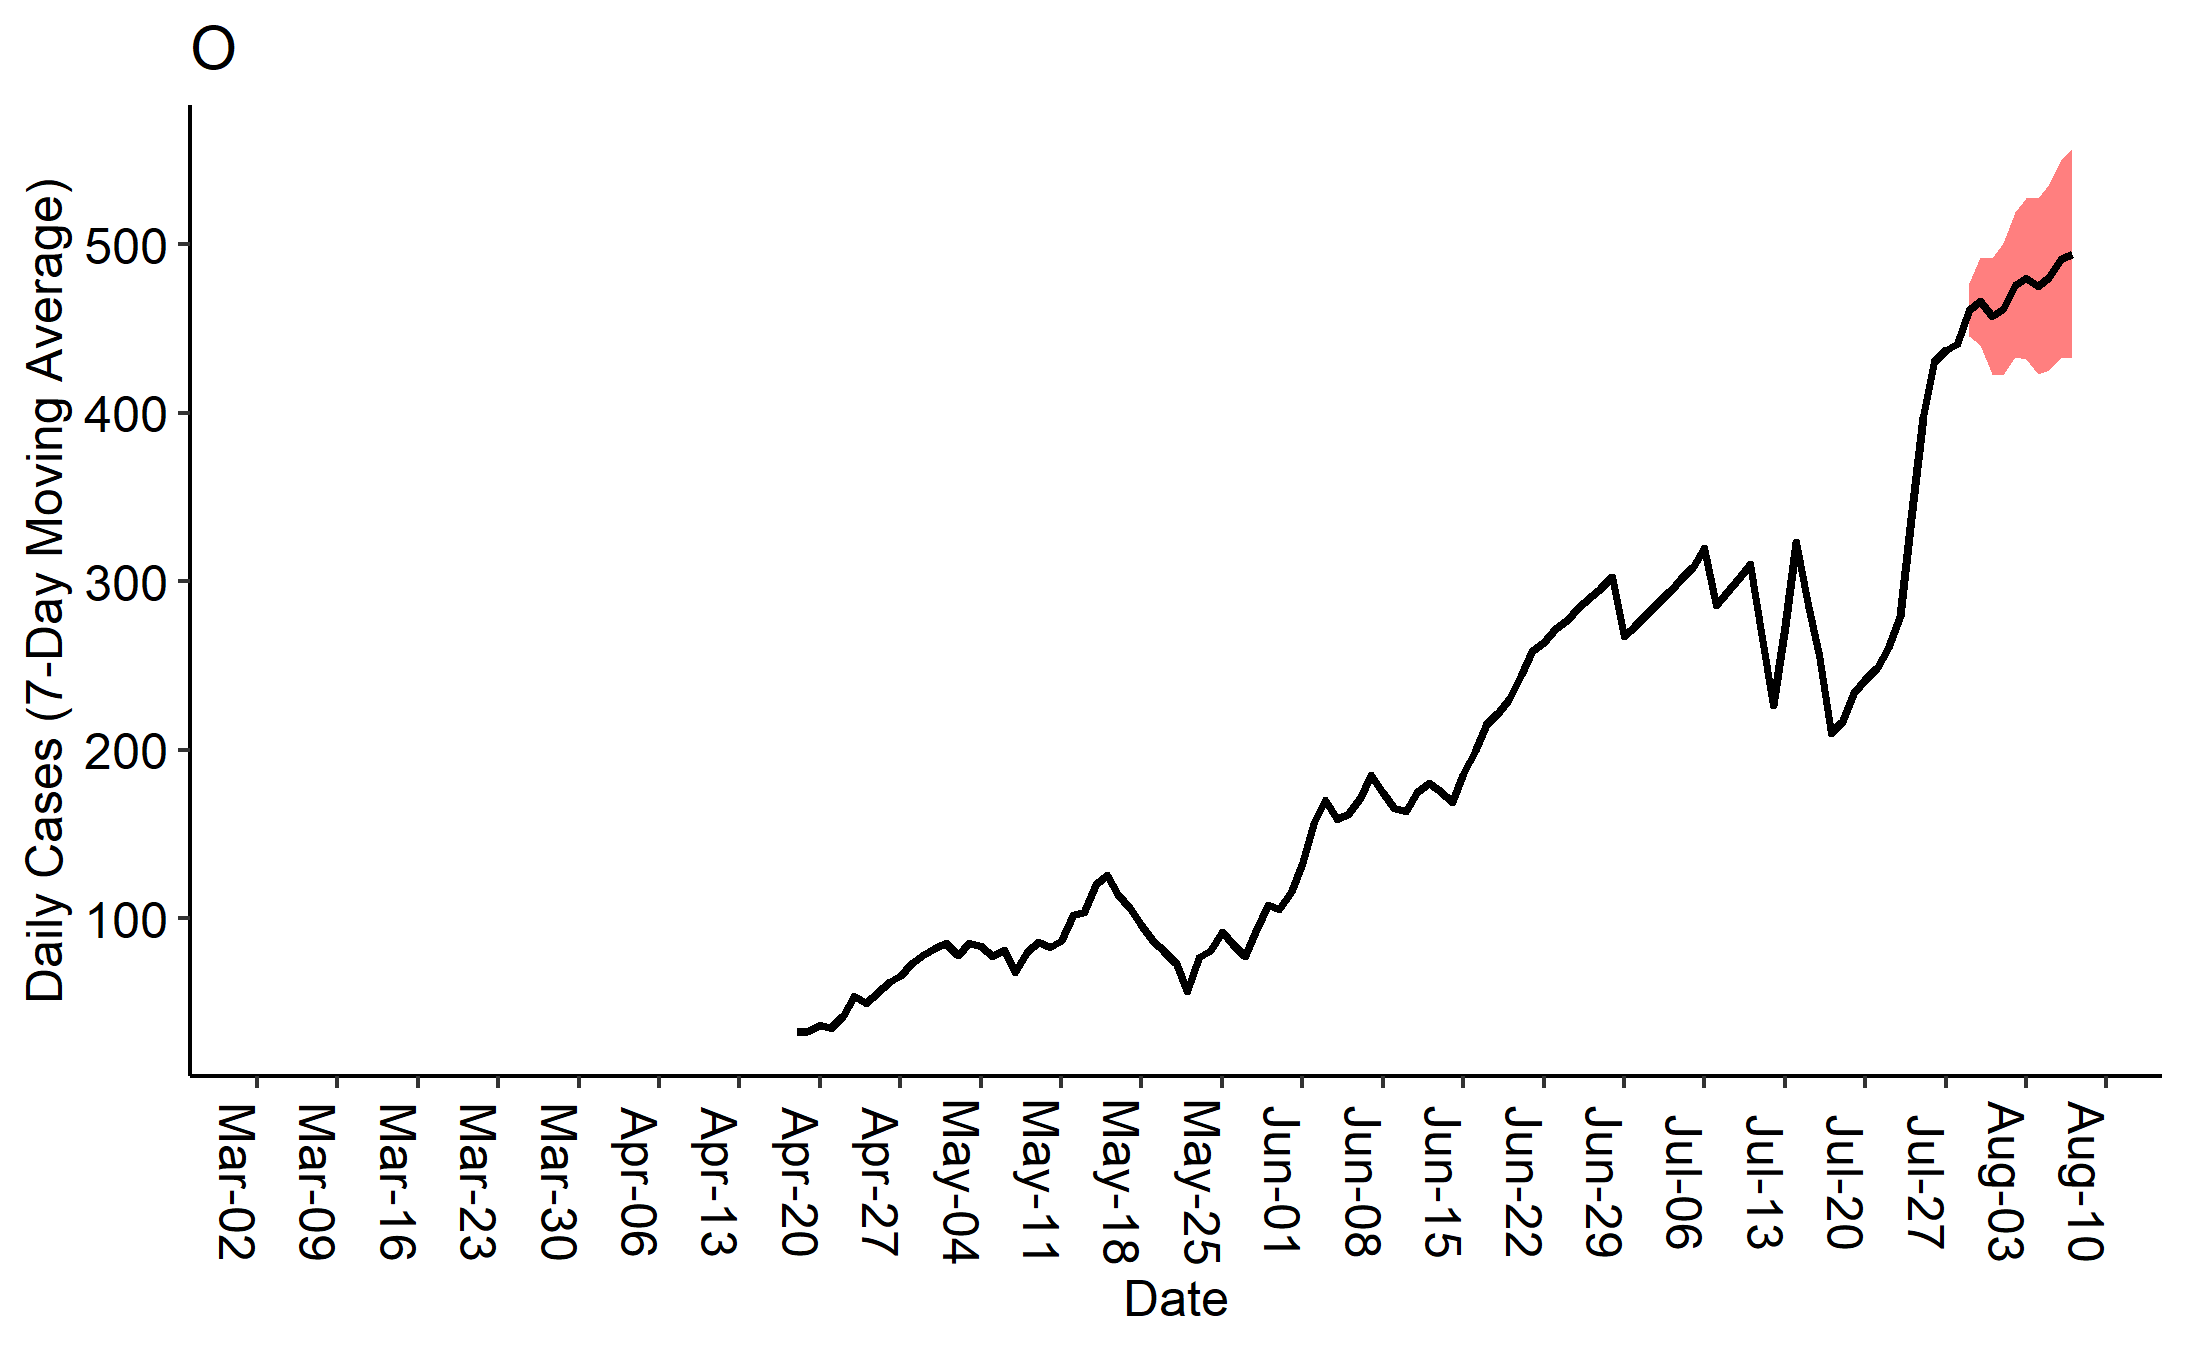 O
Daily Cases (7-Day Moving Average)
500
400
300
200
100
Mar-02
Mar-09
Mar-16
Mar-23
Mar-30
Apr-06
Apr-13
Apr-20
Apr-27
May-04
May-11
May-18
May-25
Jun-01
Jun-08
Jun-15
Jun-22
Jun-29
Jul-06
Jul-13
Jul-20
Jul-27
Aug-03
Aug-10
Date